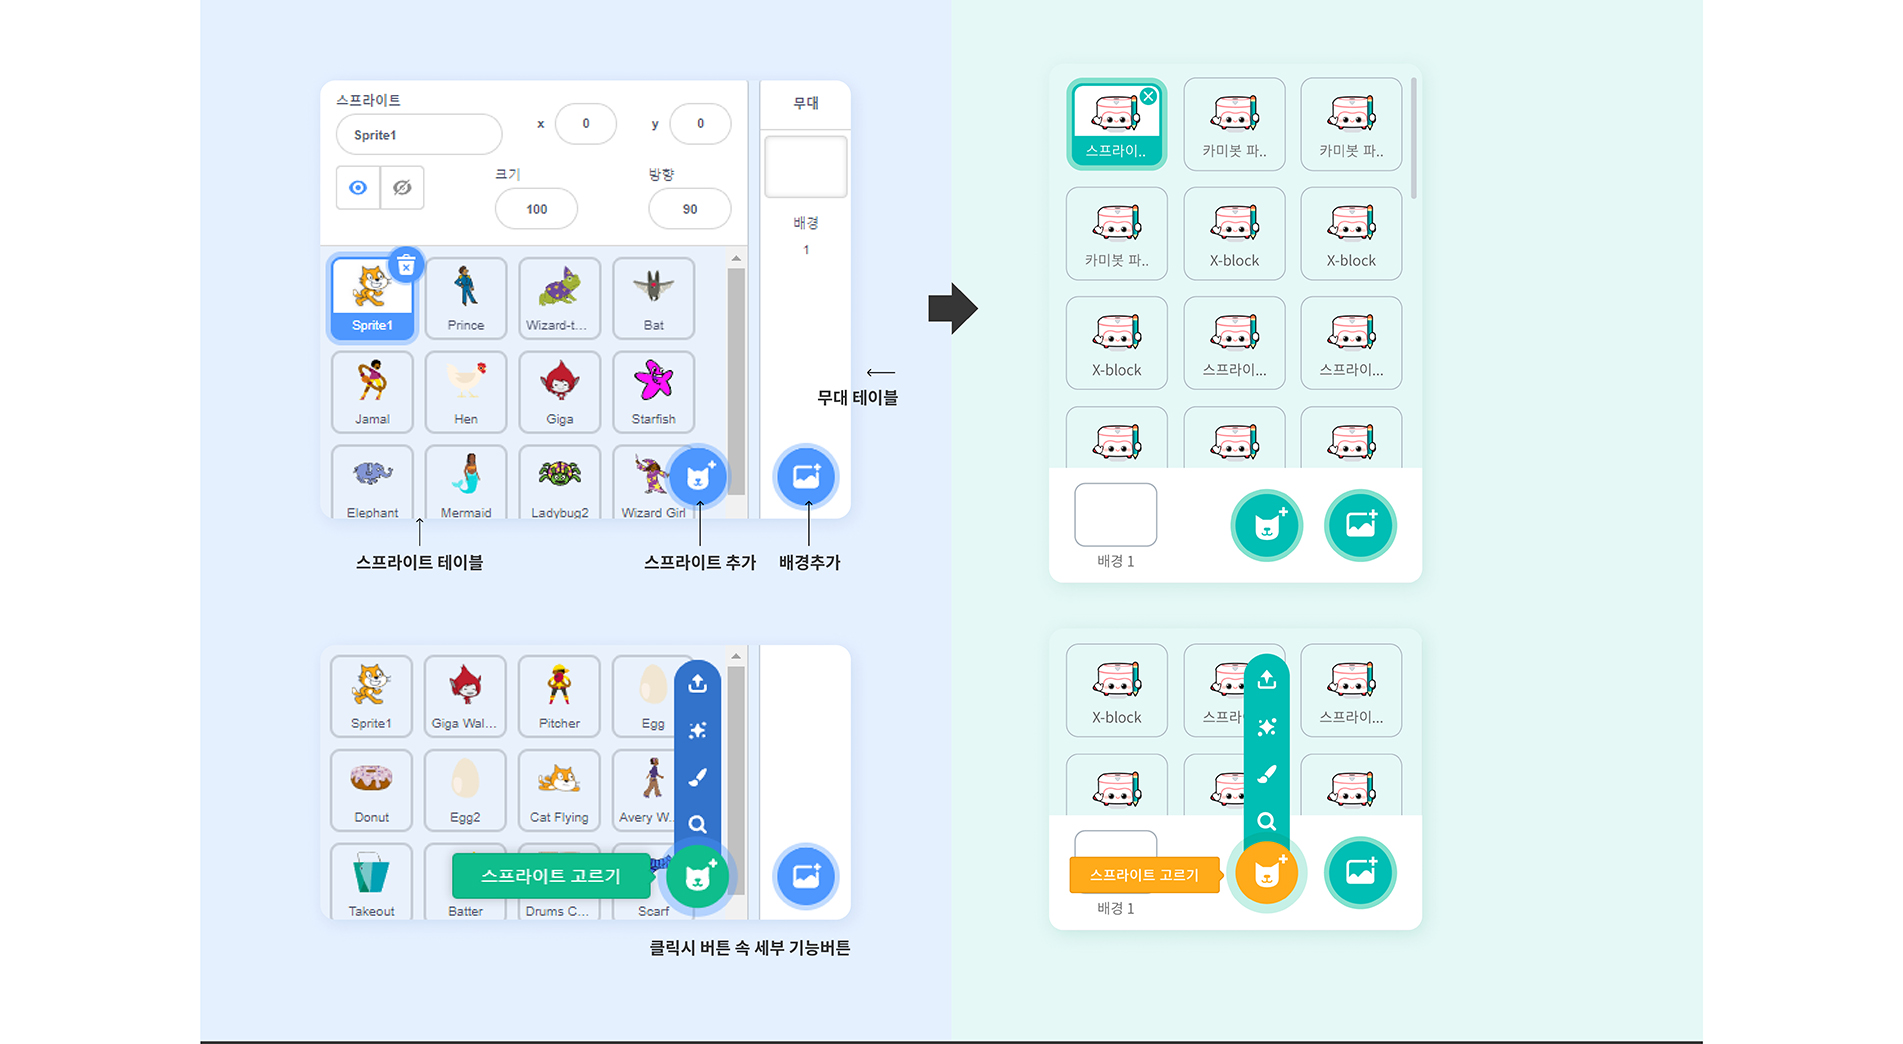 스프라이트
Sprite1
x 0 y 0
크기 방향
100 90
무대
배경
1
Sprite1 Prince Wizard-t... Bat
Jamal Hen Giga Starfish
Elephant Mermaid Ladybug2 Wizard Girl
무대 테이블
스프라이트 테이블 스프라이트 추가 배경추가
Sprite1 Giga Wal... Pitcher Egg
Donut Egg2 Cat Flying Avery W...
스프라이트 고르기
Takeout Batter Drums C... Scarf
클릭시 버튼 속 세부 기능버튼
스프라이.. 카미봇 파.. 카미봇 파..
카미봇 파.. X-block X-block
X-block 스프라이... 스프라이...
배경 1
X-block 스프라 스프라이...
스프라이트 고르기
배경 1